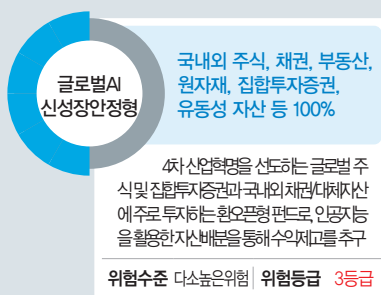 글로벌AI
신성장안정형
국내외 주식, 채권, 부동산,
원자재, 집합투자증권,
유동성 자산 등 100%
4차 산업혁명을 선도하는 글로벌 주
식 및 집합투자증권과 국내외 채권/대체자산
에 주로 투자하는 환오픈형 펀드로, 인공지능
을 활용한 자산배분을 통해 수익제고를 추구
위험수준 다소높은위험 | 위험등급 3등급